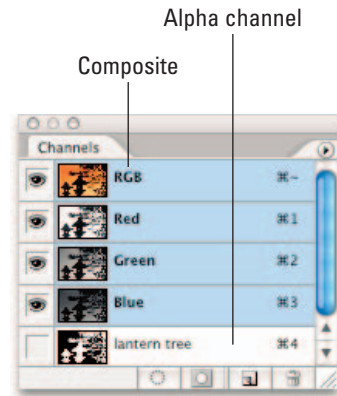 Alpha channel
Composite
Channels
RGB ⌘~
Red ⌘1
Green ⌘2
Blue ⌘3
lantern tree ⌘4